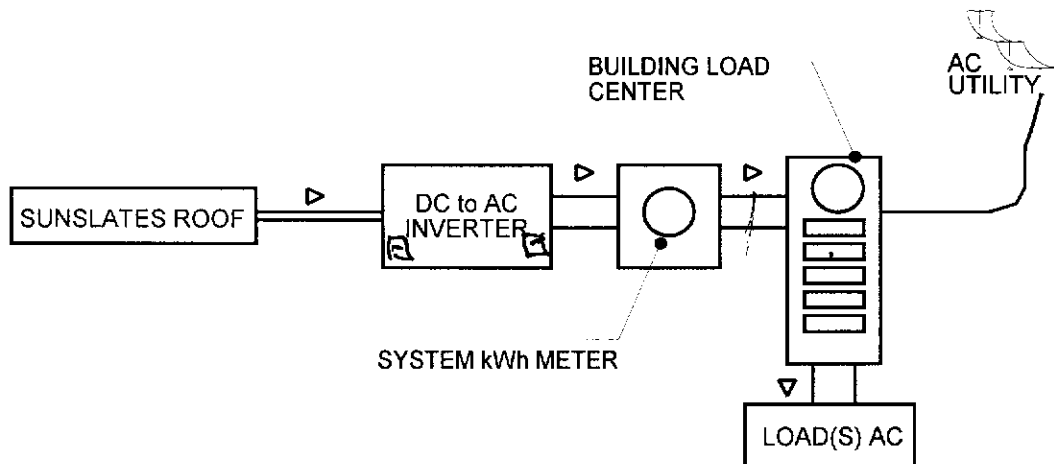 BUILDING LOAD
CENTER
AC
UTILITY
SUNSLATES ROOF
DC to AC
INVERTER
SYSTEM kWh METER
LOAD(S) AC